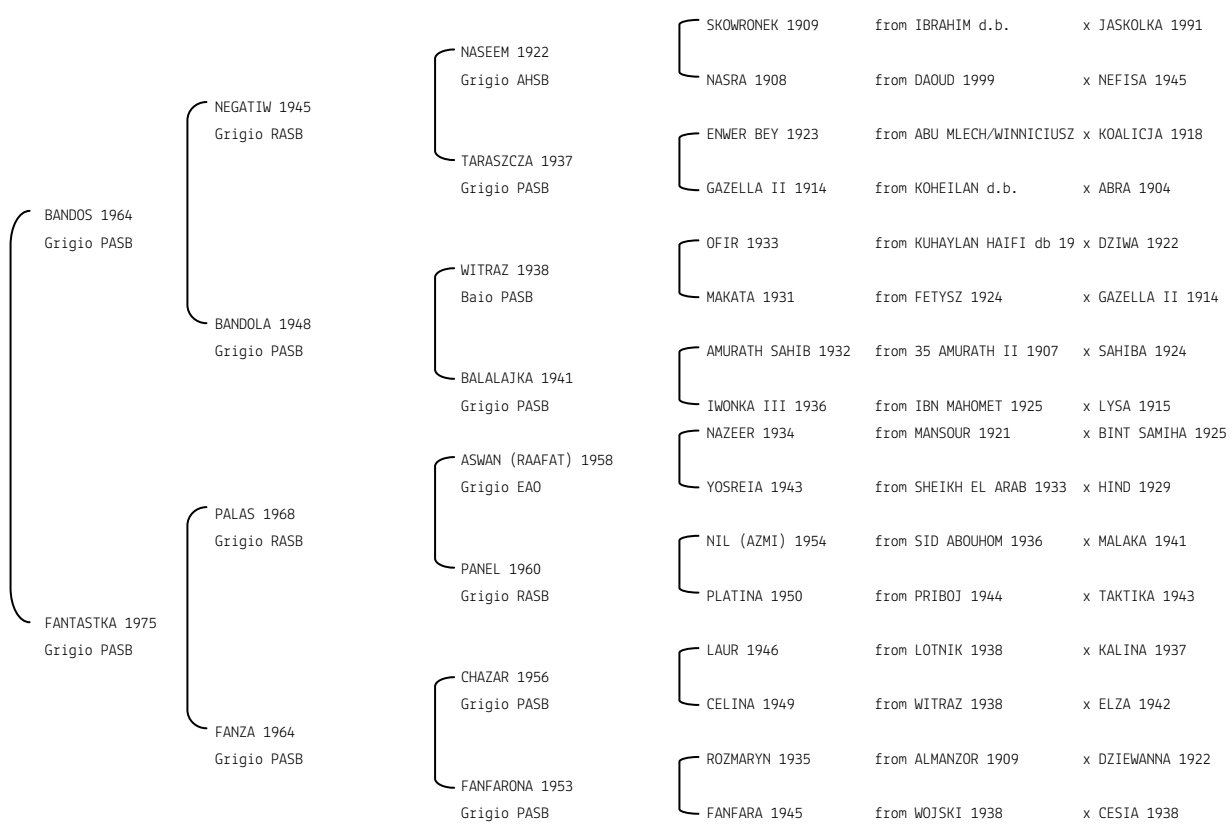 SKOWRONEK 1909 from IBRAHIM d.b. x JASKOLKA 1991
NASEEM 1922
Grigio AHSB
NASRA 1908 from DAOUD 1999 x NEFISA 1945
NEGATIW 1945
Grigio RASB
ENWER BEY 1923 from ABU MLECH/WINNICIUSZ x KOALICJA 1918
TARASZCZA 1937
Grigio PASB
GAZELLA II 1914 from KOHEILAN d.b. x ABRA 1904
BANDOS 1964
Grigio PASB
OFIR 1933 from KUHAYLAN HAIFI db 19 x DZIWA 1922
WITRAZ 1938
Baio PASB
MAKATA 1931 from FETYSZ 1924 x GAZELLA II 1914
BANDOLA 1948
Grigio PASB
AMURATH SAHIB 1932 from 35 AMURATH II 1907 x SAHIBA 1924
BALALAJKA 1941
Grigio PASB
IWONKA III 1936 from IBN MAHOMET 1925 x LYSA 1915
NAZEER 1934 from MANSOUR 1921 x BINT SAMIHA 1925
ASWAN (RAAFAT) 1958
Grigio EAO
YOSREIA 1943 from SHEIKH EL ARAB 1933 x HIND 1929
PALAS 1968
Grigio RASB
NIL (AZMI) 1954 from SID ABOUHOM 1936 x MALAKA 1941
PANEL 1960
Grigio RASB
PLATINA 1950 from PRIBOJ 1944 x TAKTIKA 1943
FANTASTKA 1975
Grigio PASB
LAUR 1946 from LOTNIK 1938 x KALINA 1937
CHAZAR 1956
Grigio PASB
CELINA 1949 from WITRAZ 1938 x ELZA 1942
FANZA 1964
Grigio PASB
ROZMARYN 1935 from ALMANZOR 1909 x DZIEWANNA 1922
FANFARONA 1953
Grigio PASB
FANFARA 1945 from WOJSKI 1938 x CESIA 1938